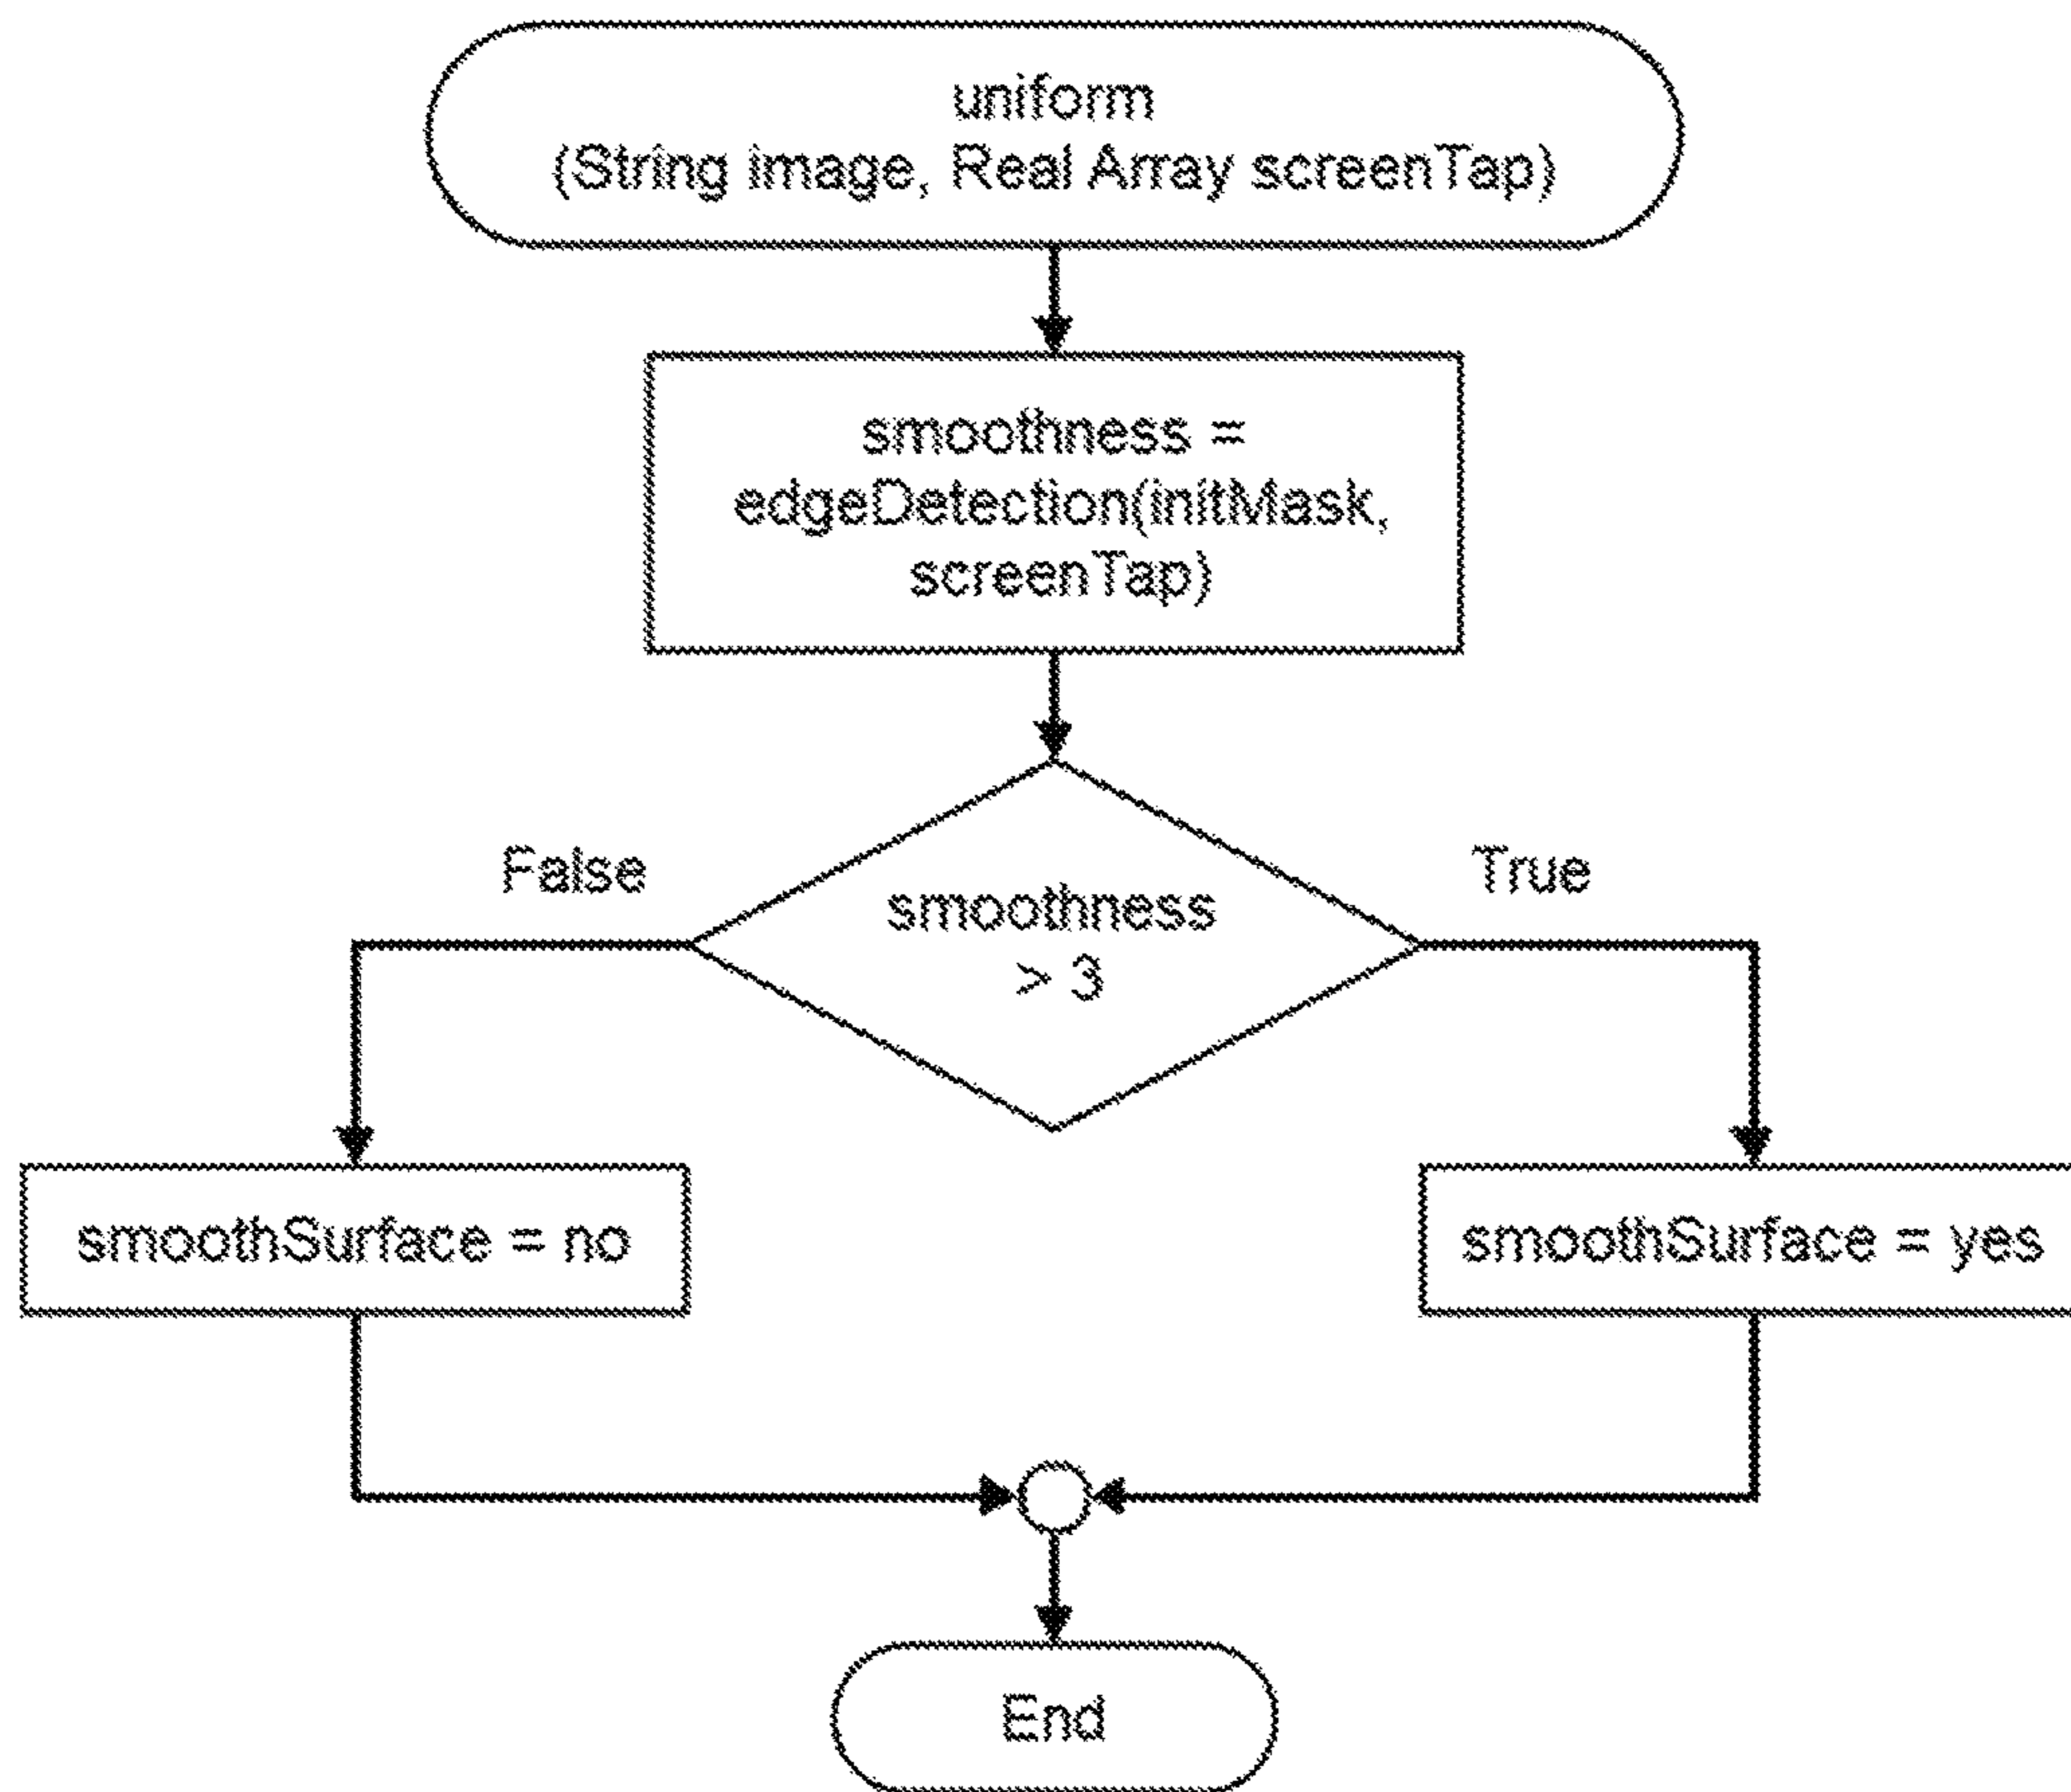 uniform
(String image, Real Array screenTap)
smoothness =
edgeDetection(initMask,
screenTap)
False
True
smoothness
> 3
smoothSurface = no
smoothSurface = yes
End